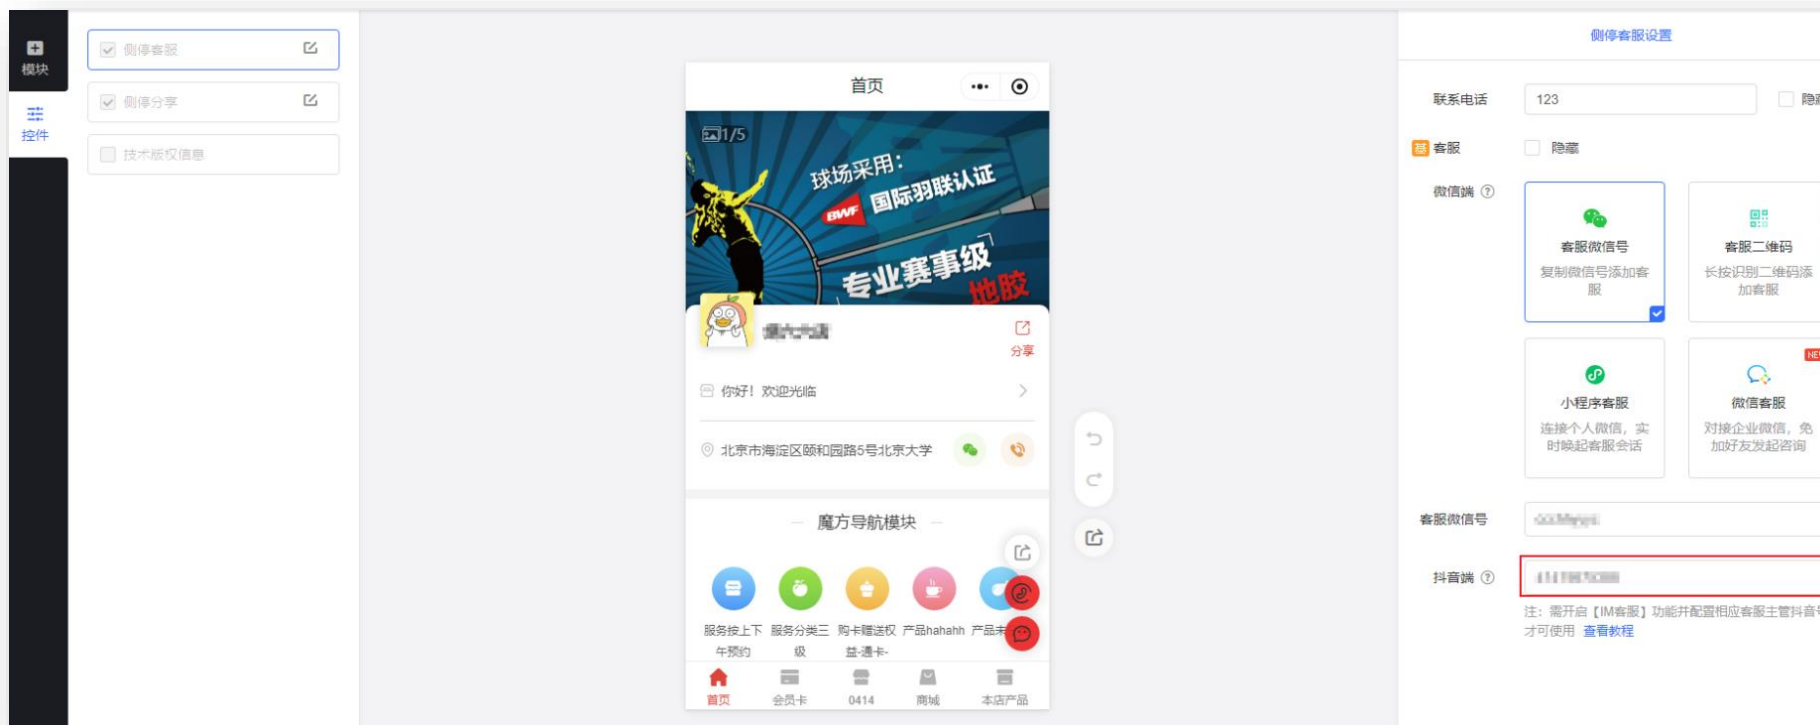 模块
控件
侧停客服
侧停分享
技术版权信息
首页
1/5
球场采用：
BWF 国际羽联认证
专业赛事级
地胶
分享
你好！欢迎光临
北京市海淀区颐和园路5号北京大学
魔方导航模块
服务按上下午预约
服务分类三级
购卡赠送权益-通卡-
产品hahahh
产品未
首页
会员卡
0414
商城
本店产品
侧停客服设置
联系电话
123
基 客服
隐藏
微信端
客服微信号
复制微信号添加客服
客服二维码
长按识别二维码添加客服
小程序客服
连接个人微信，实时唤起客服会话
微信客服
对接企业微信，免加好友发起咨询
客服微信号
抖音端
注：需开启【IM客服】功能并配置相应客服主管抖音号
才可使用 查看教程